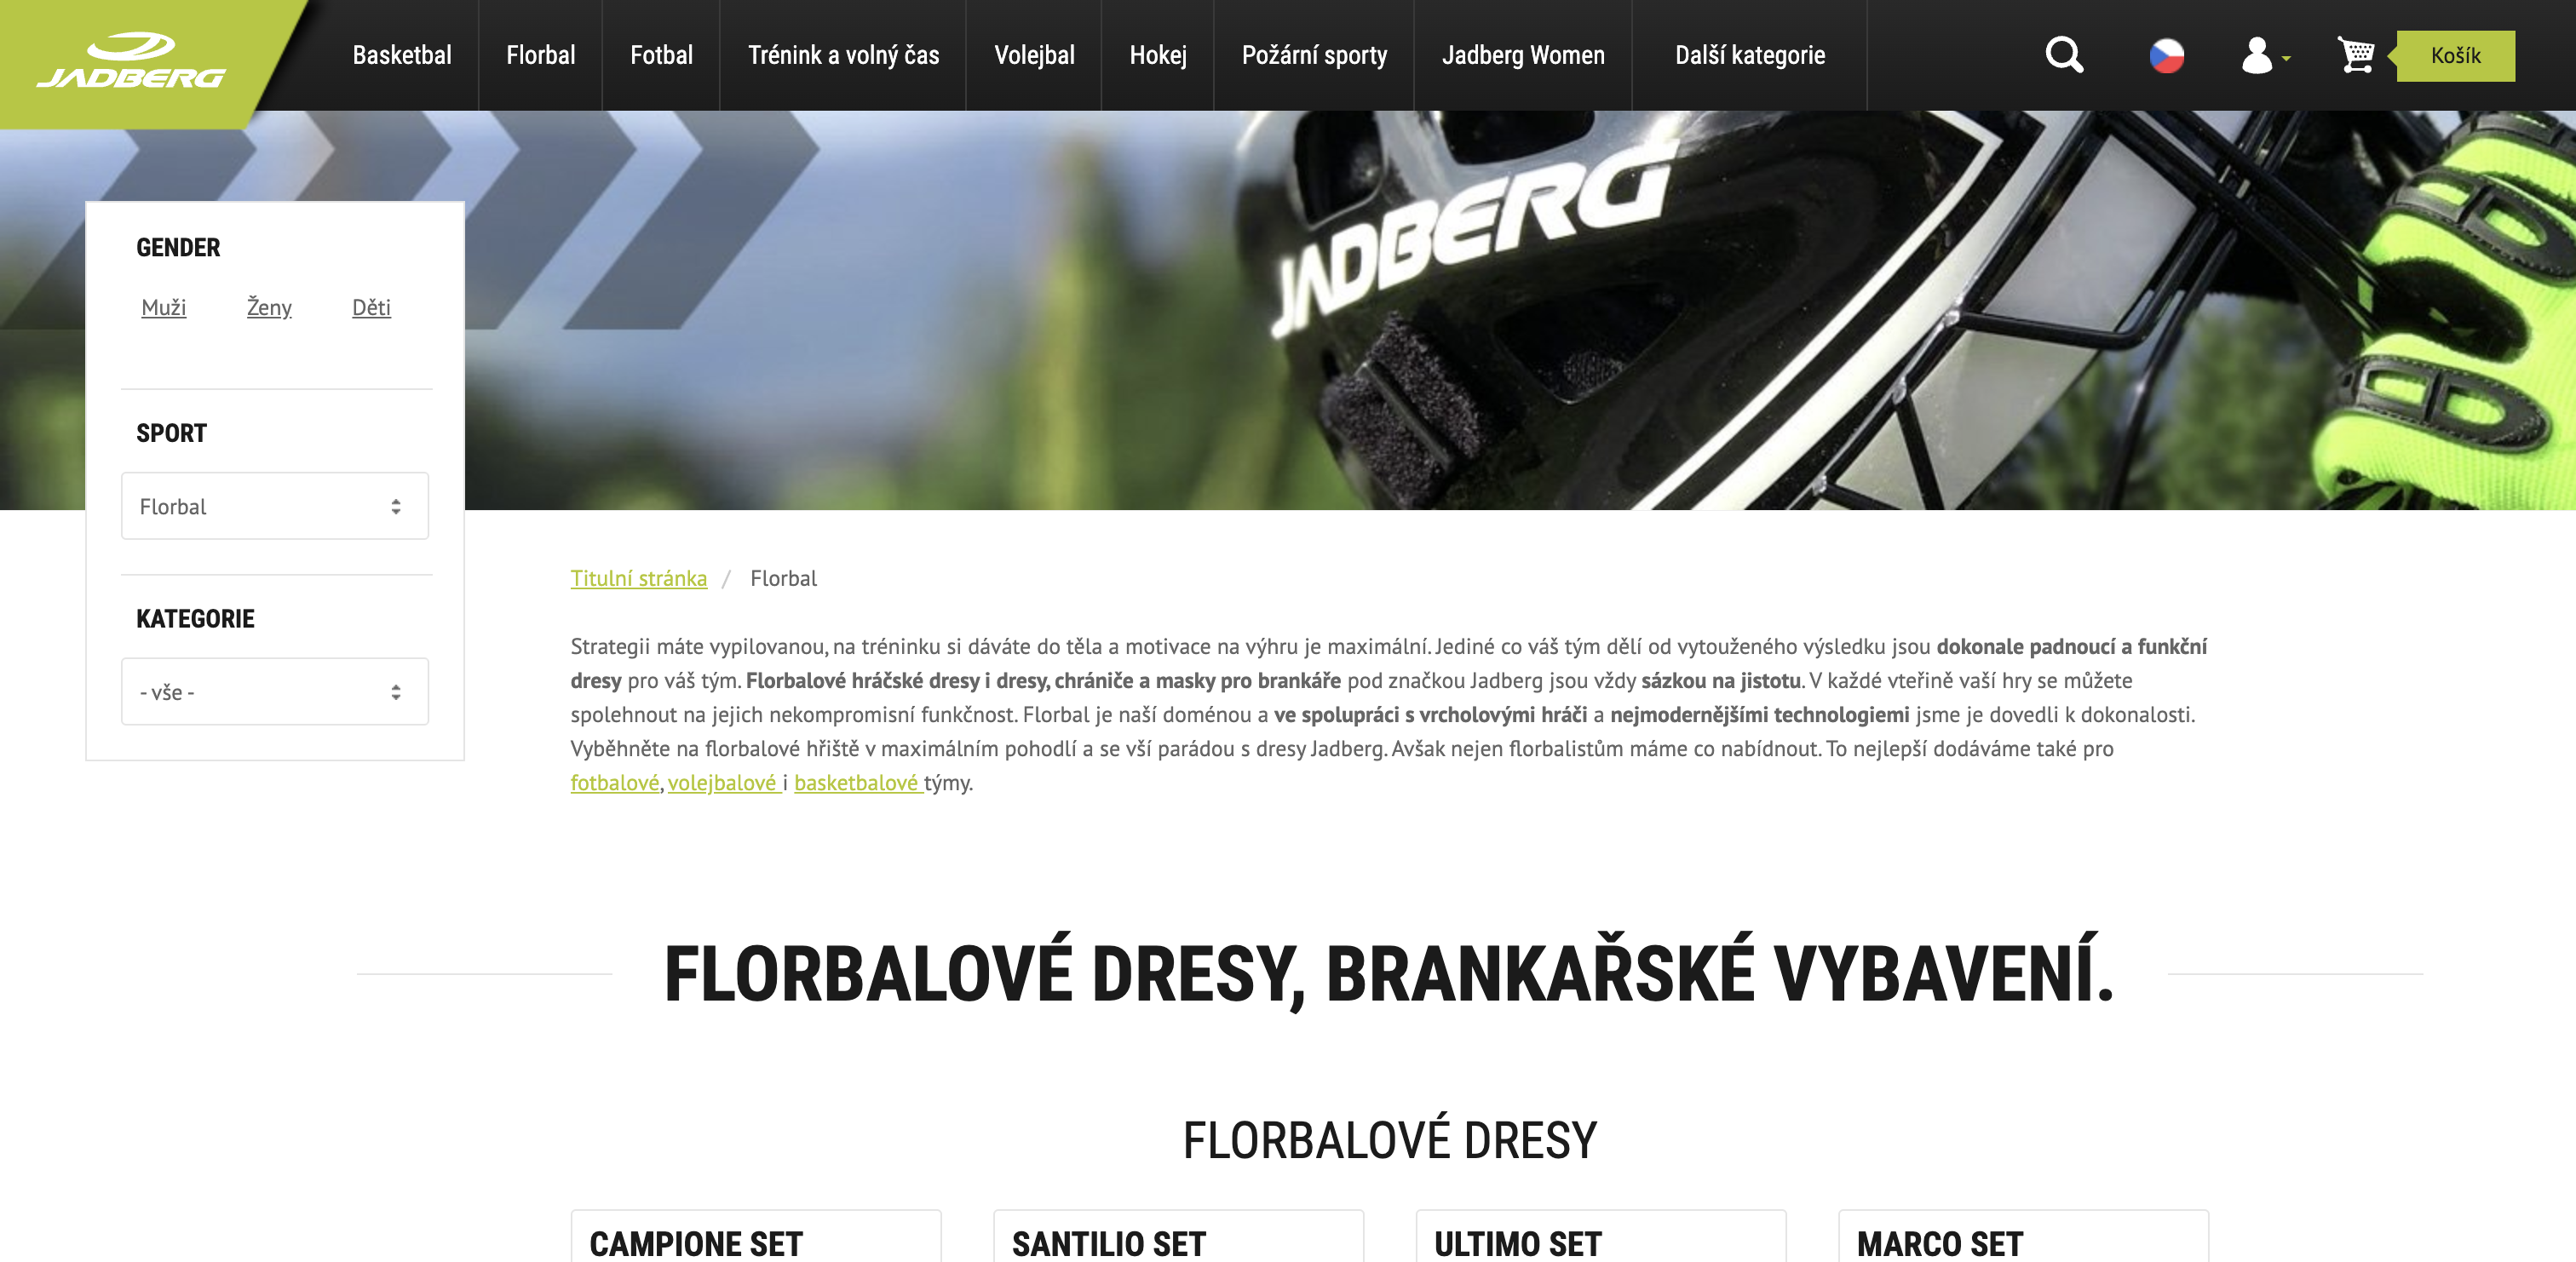 JADBERG
Basketbal
Florbal
Fotbal
Trénink a volný čas
Volejbal
Hokej
Požární sporty
Jadberg Women
Další kategorie
Košík
JADBERG
GENDER
Muži Ženy Děti
SPORT
Florbal
KATEGORIE
- vše -
Titulní stránka / Florbal
Strategii máte vypilovanou, na tréninku si dáváte do těla a motivace na výhru je maximální. Jediné co váš tým dělí od vytouženého výsledku jsou dokonale padnoucí a funkční
dresy pro váš tým. Florbalové hráčské dresy i dresy, chrániče a masky pro brankáře pod značkou Jadberg jsou vždy sázkou na jistotu. V každé vteřině vaší hry se můžete
spolehnout na jejich nekompromisní funkčnost. Florbal je naší doménou a ve spolupráci s vrcholovými hráči a nejmodernějšími technologiemi jsme je dovedli k dokonalosti.
Vyběhněte na florbalové hřiště v maximálním pohodlí a se vší parádou s dresy Jadberg. Avšak nejen florbalistům máme co nabídnout. To nejlepší dodáváme také pro
fotbalové, volejbalové i basketbalové týmy.
FLORBALOVÉ DRESY, BRANKAŘSKÉ VYBAVENÍ.
FLORBALOVÉ DRESY
CAMPIONE SET
SANTILIO SET
ULTIMO SET
MARCO SET